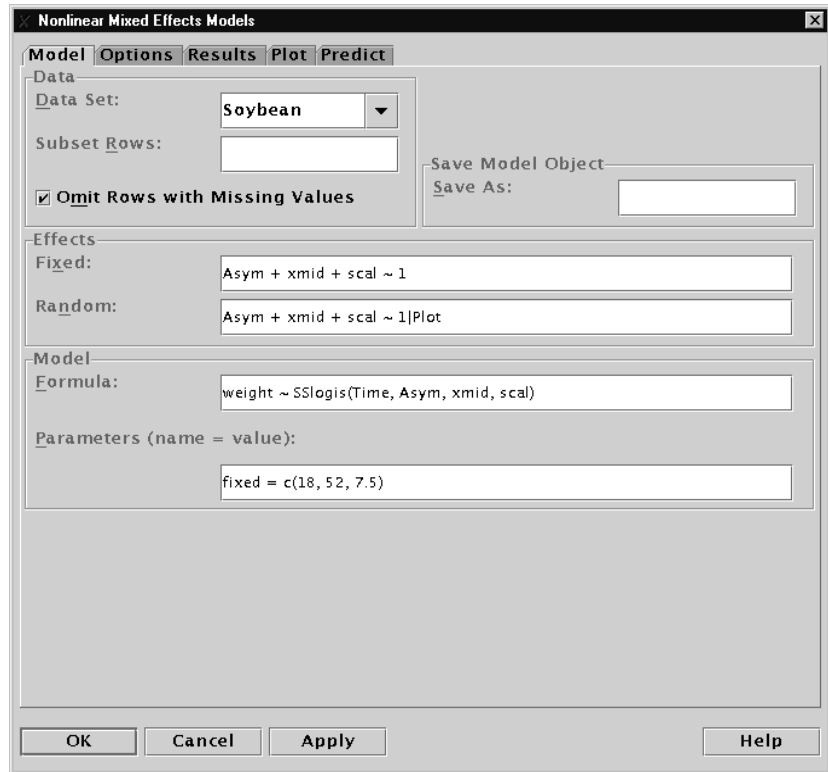 Nonlinear Mixed Effects Models
Model Options Results Plot Predict
Data
Data Set:
Soybean
Subset Rows:
Omit Rows with Missing Values
Save Model Object
Save As:
Effects
Fixed:
Asym + xmid + scal ~ 1
Random:
Asym + xmid + scal ~ 1|Plot
Model
Formula:
weight ~ SSlogis(Time, Asym, xmid, scal)
Parameters (name = value):
fixed = c(18, 52, 7.5)
OK Cancel Apply Help